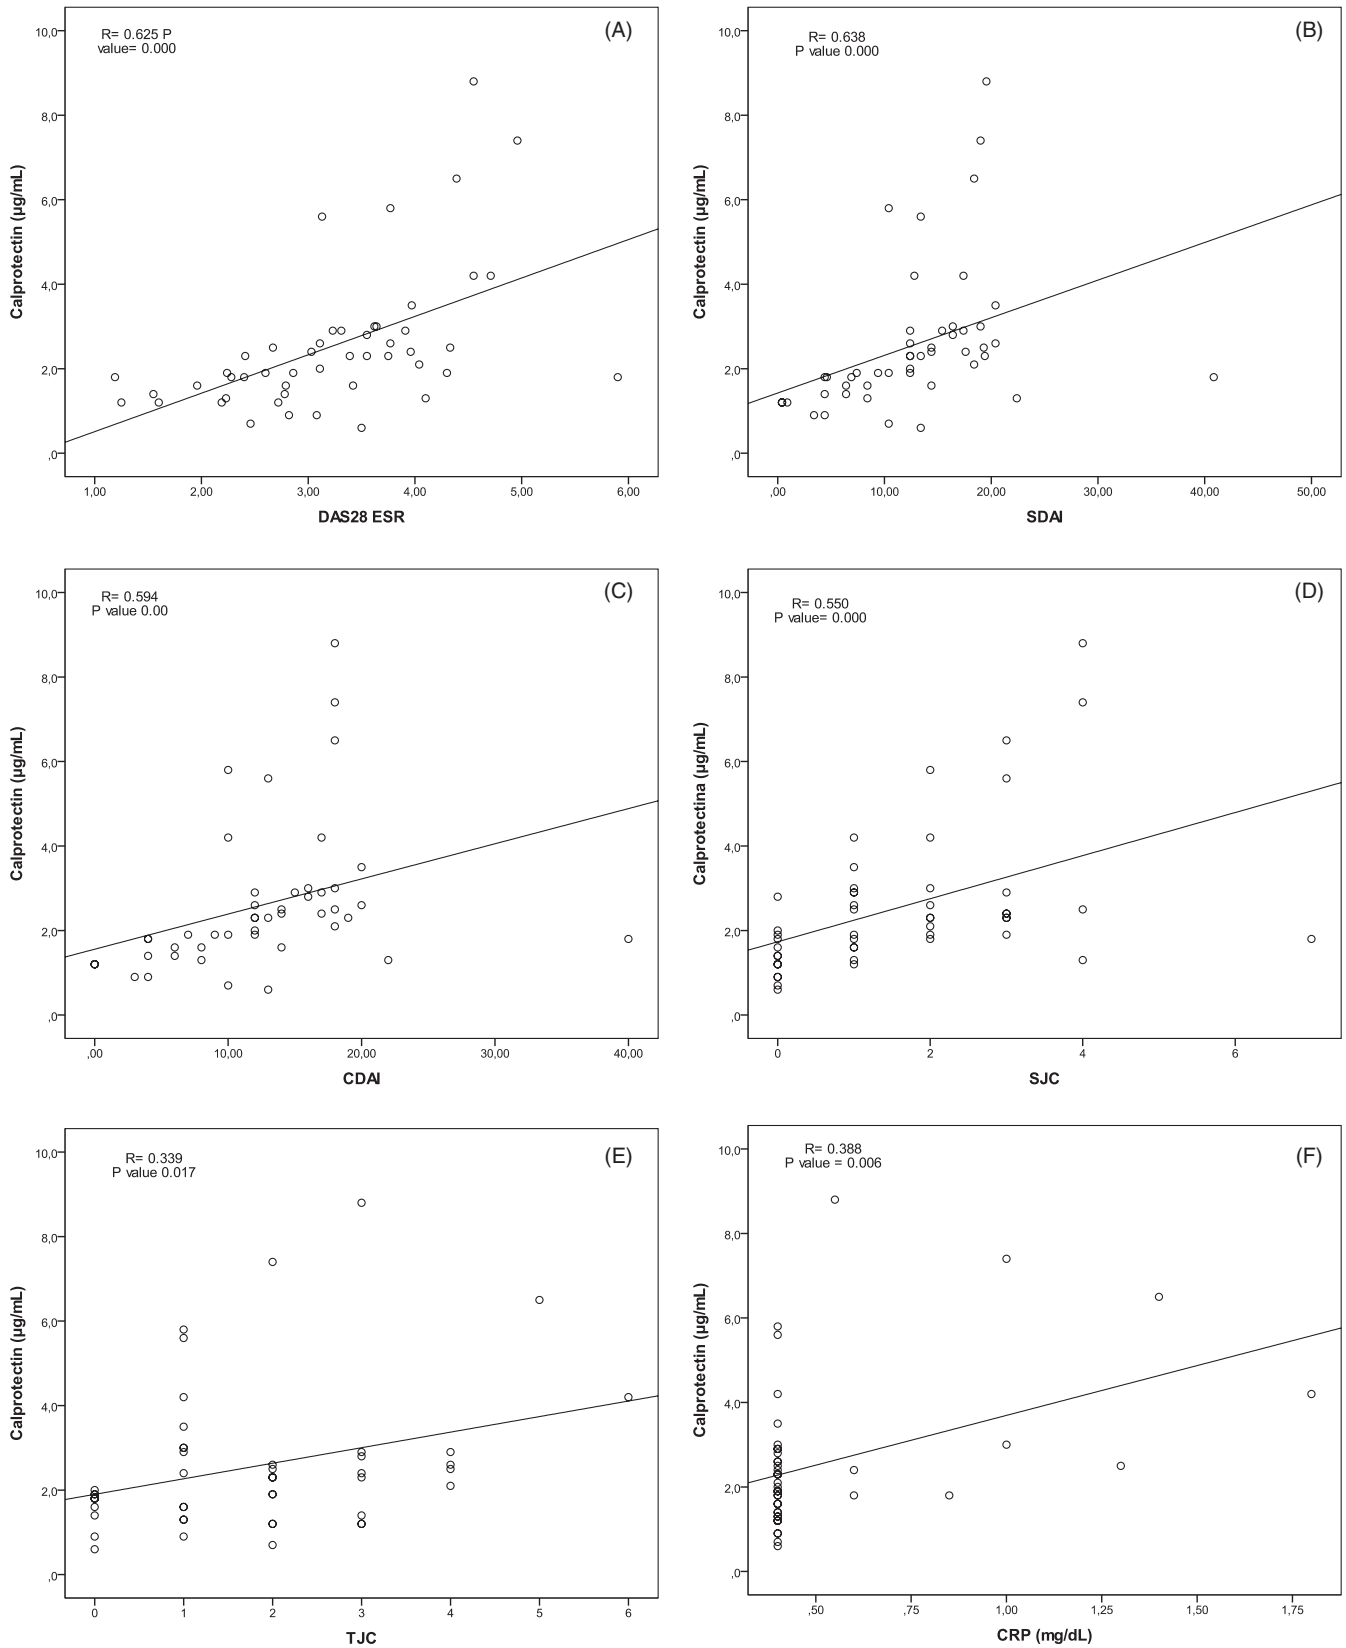 (A)
R= 0.625 P
value= 0.000
10,0
8,0
6,0
4,0
2,0
,0
Calprotectin (µg/mL)
1,00 2,00 3,00 4,00 5,00 6,00
DAS28 ESR
(B)
R= 0.638
P value 0.000
10,0
8,0
6,0
4,0
2,0
,0
Calprotectin (µg/mL)
,00 10,00 20,00 30,00 40,00 50,00
SDAI
(C)
R= 0.594
P value 0.00
10,0
8,0
6,0
4,0
2,0
,0
Calprotectin (µg/mL)
,00 10,00 20,00 30,00 40,00
CDAI
(D)
R= 0.550
P value= 0.000
10,0
8,0
6,0
4,0
2,0
,0
Calprotectina (µg/mL)
0 2 4 6
SJC
(E)
R= 0.339
P value 0.017
10,0
8,0
6,0
4,0
2,0
,0
Calprotectin (µg/mL)
0 1 2 3 4 5 6
TJC
(F)
R= 0.388
P value = 0.006
10,0
8,0
6,0
4,0
2,0
,0
Calprotectin (µg/mL)
,50 ,75 1,00 1,25 1,50 1,75
CRP (mg/dL)